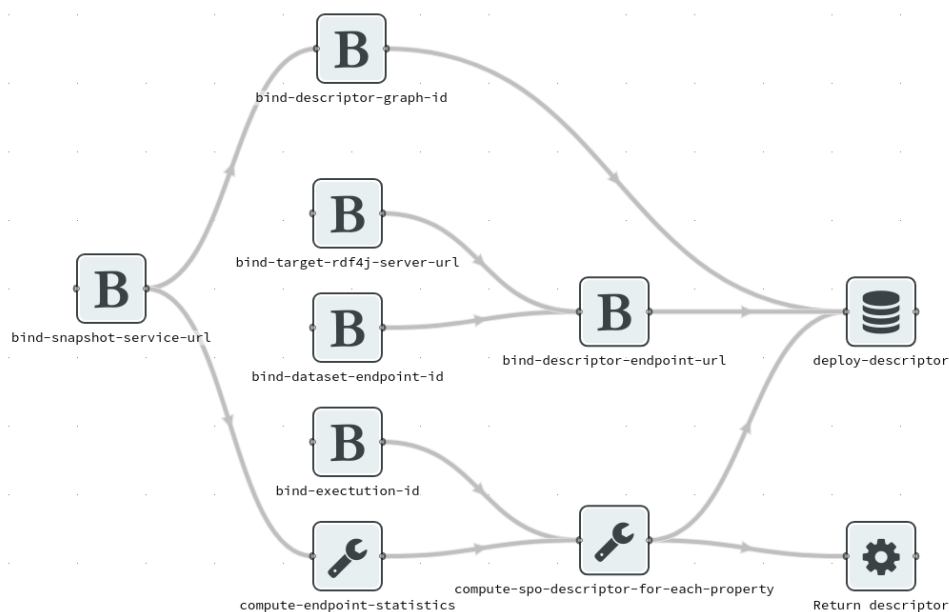 B
bind-descriptor-graph-id
B
bind-target-rdf4j-server-url
B
bind-snapshot-service-url
B
bind-dataset-endpoint-id
B
bind-descriptor-endpoint-url
deploy-descriptor
B
bind-exectution-id
compute-endpoint-statistics
compute-spo-descriptor-for-each-property
Return descriptor